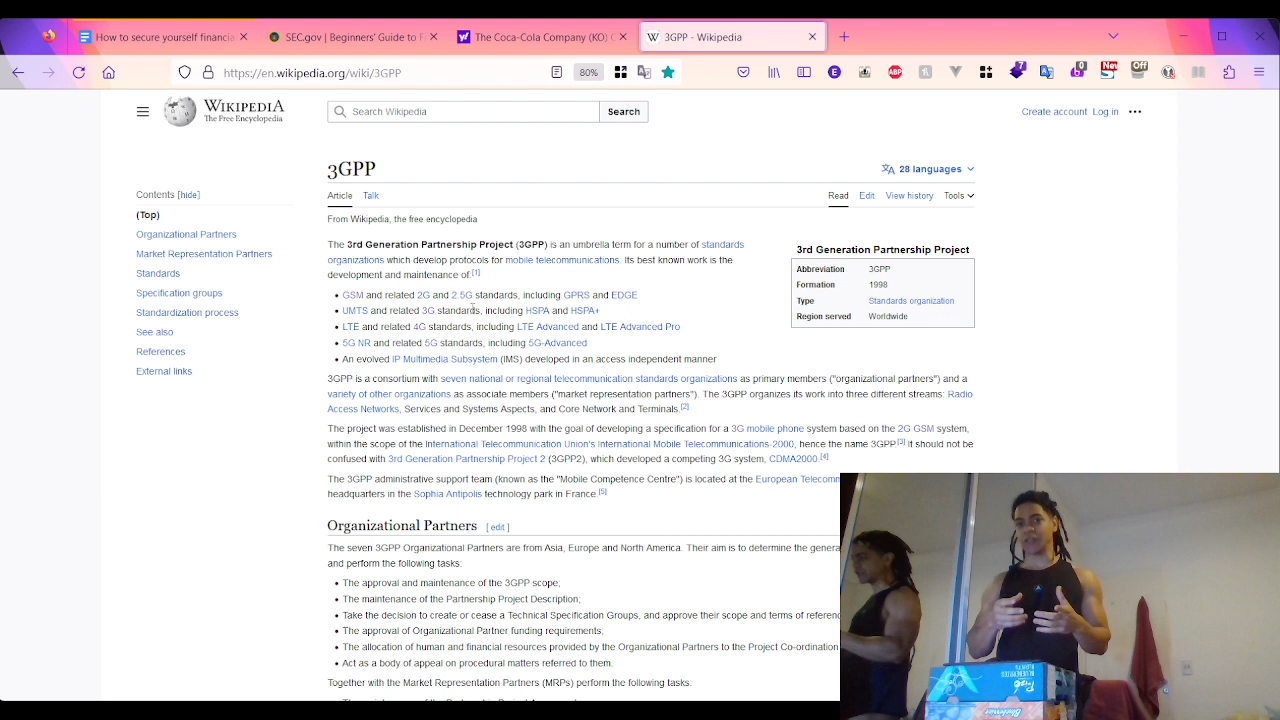 How to secure yourself financia
SEC.gov | Beginners' Guide to F
The Coca-Cola Company (KO) C
3GPP - Wikipedia
https://en.wikipedia.org/wiki/3GPP
80%
New
Off
WIKIPEDIA
The Free Encyclopedia
Search Wikipedia
Search
Create account Log in
3GPP
28 languages
Article Talk
Read Edit View history Tools
From Wikipedia, the free encyclopedia
Contents [hide]
(Top)
Organizational Partners
Market Representation Partners
Standards
Specification groups
Standardization process
See also
References
External links
The 3rd Generation Partnership Project (3GPP) is an umbrella term for a number of standards
organizations which develop protocols for mobile telecommunications. Its best known work is the
development and maintenance of:[1]
• GSM and related 2G and 2.5G standards, including GPRS and EDGE
• UMTS and related 3G standards, including HSPA and HSPA+
• LTE and related 4G standards, including LTE Advanced and LTE Advanced Pro
• 5G NR and related 5G standards, including 5G-Advanced
• An evolved IP Multimedia Subsystem (IMS) developed in an access independent manner
3rd Generation Partnership Project
Abbreviation 3GPP
Formation 1998
Type Standards organization
Region served Worldwide
3GPP is a consortium with seven national or regional telecommunication standards organizations as primary members ("organizational partners") and a
variety of other organizations as associate members ("market representation partners"). The 3GPP organizes its work into three different streams: Radio
Access Networks, Services and Systems Aspects, and Core Network and Terminals.[2]
The project was established in December 1998 with the goal of developing a specification for a 3G mobile phone system based on the 2G GSM system,
within the scope of the International Telecommunication Union's International Mobile Telecommunications-2000, hence the name 3GPP.[3] It should not be
confused with 3rd Generation Partnership Project 2 (3GPP2), which developed a competing 3G system, CDMA2000.[4]
The 3GPP administrative support team (known as the "Mobile Competence Centre") is located at the European Telecomm
headquarters in the Sophia Antipolis technology park in France.[5]
Organizational Partners [ edit ]
The seven 3GPP Organizational Partners are from Asia, Europe and North America. Their aim is to determine the genera
and perform the following tasks:
• The approval and maintenance of the 3GPP scope;
• The maintenance of the Partnership Project Description;
• Take the decision to create or cease a Technical Specification Groups, and approve their scope and terms of referenc
• The approval of Organizational Partner funding requirements;
• The allocation of human and financial resources provided by the Organizational Partners to the Project Co-ordination
• Act as a body of appeal on procedural matters referred to them.
Together with the Market Representation Partners (MRPs) perform the following tasks: